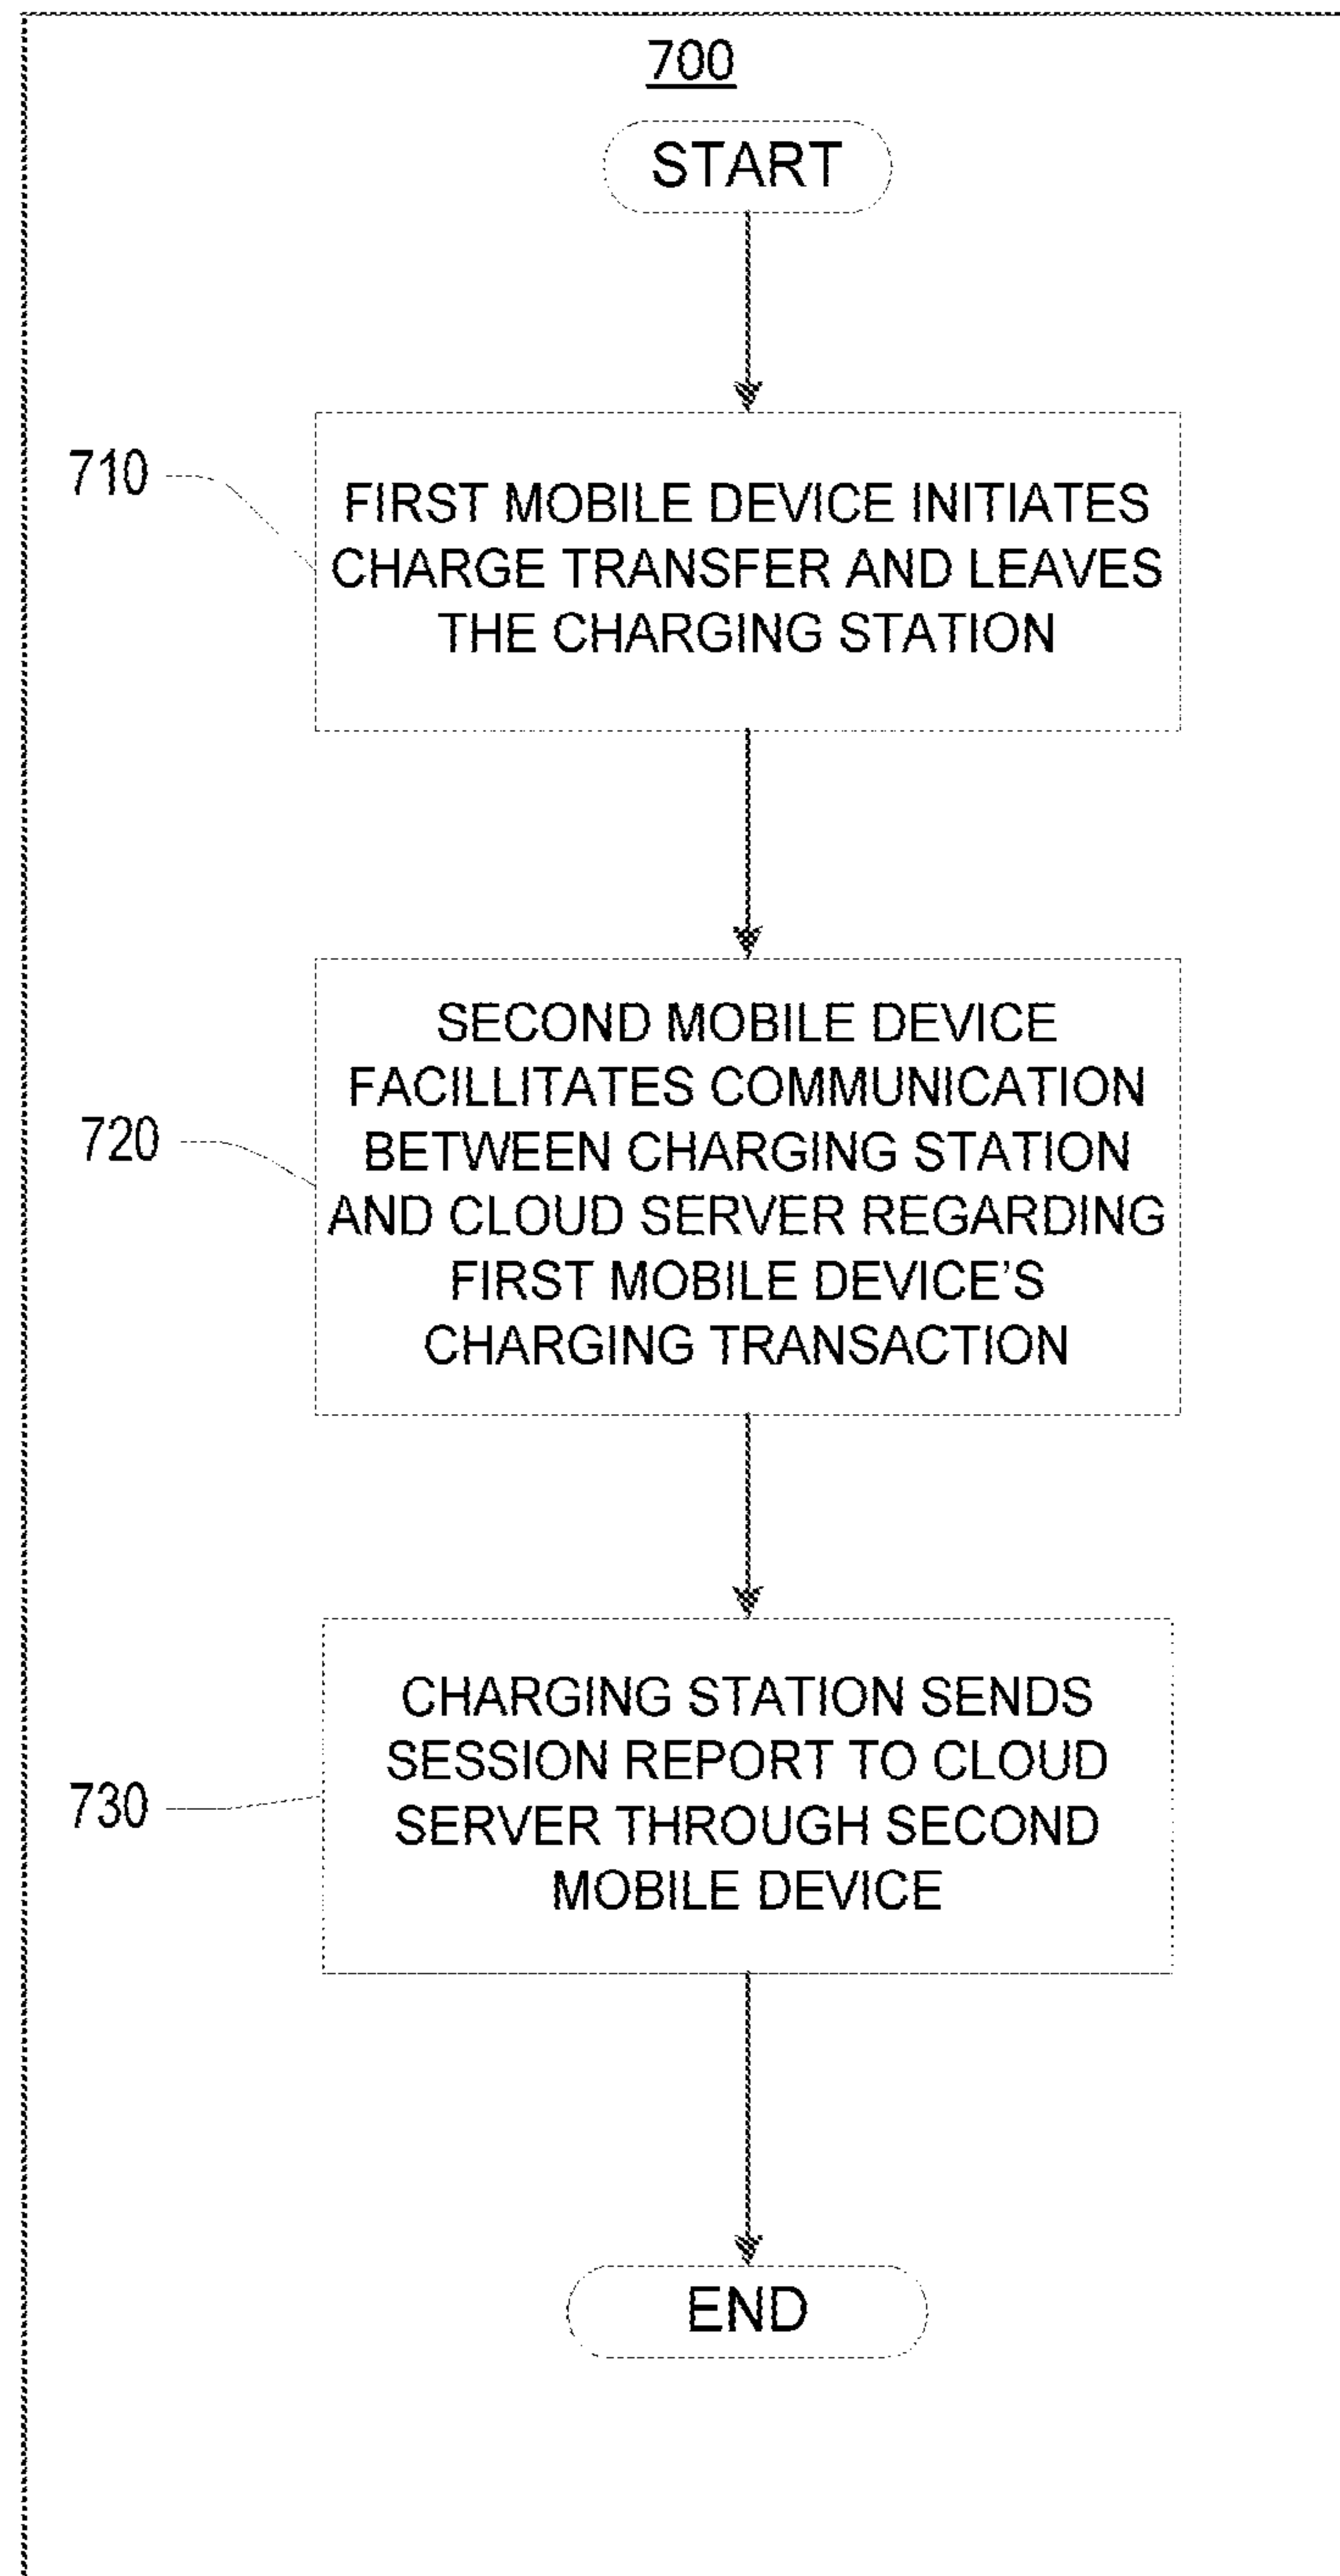 700
START
710
FIRST MOBILE DEVICE INITIATES
CHARGE TRANSFER AND LEAVES
THE CHARGING STATION
720
SECOND MOBILE DEVICE
FACILLITATES COMMUNICATION
BETWEEN CHARGING STATION
AND CLOUD SERVER REGARDING
FIRST MOBILE DEVICE'S
CHARGING TRANSACTION
730
CHARGING STATION SENDS
SESSION REPORT TO CLOUD
SERVER THROUGH SECOND
MOBILE DEVICE
END